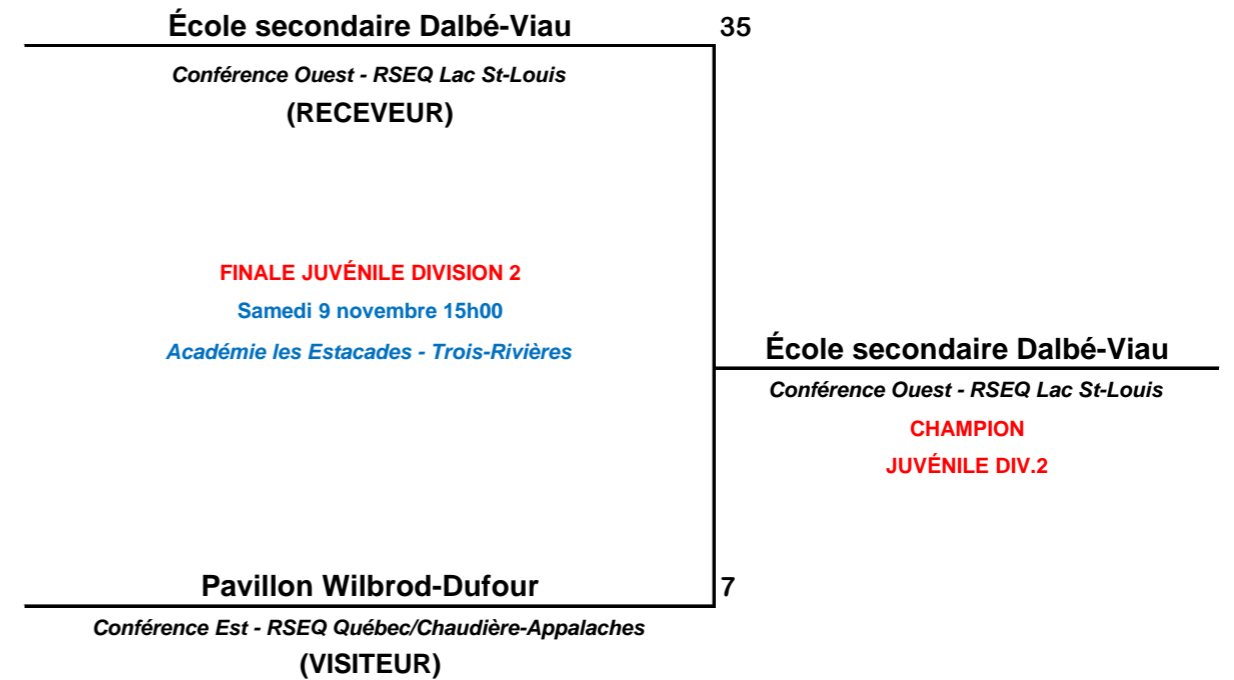 École secondaire Dalbé-Viau 35
Conférence Ouest - RSEQ Lac St-Louis
(RECEVEUR)
FINALE JUVÉNILE DIVISION 2
Samedi 9 novembre 15h00
Académie les Estacades - Trois-Rivières
École secondaire Dalbé-Viau
Conférence Ouest - RSEQ Lac St-Louis
CHAMPION
JUVÉNILE DIV.2
Pavillon Wilbrod-Dufour 7
Conférence Est - RSEQ Québec/Chaudière-Appalaches
(VISITEUR)